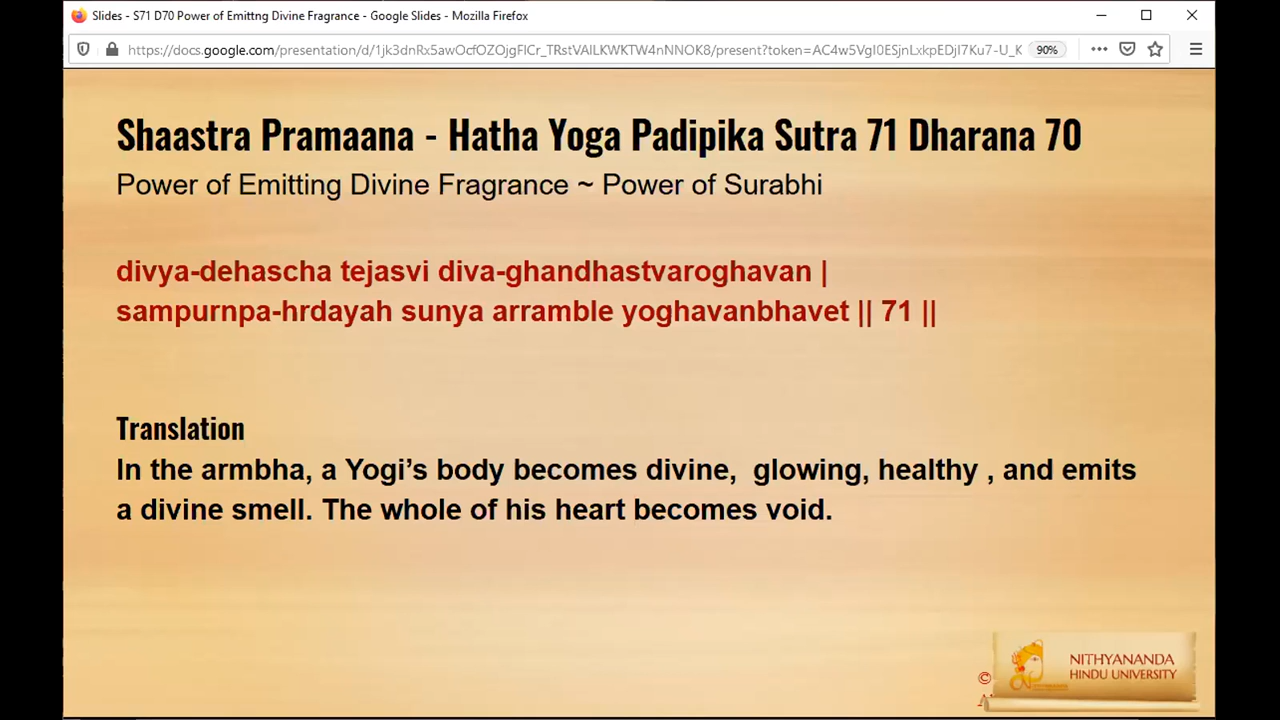 Slides - S71 D70 Power of Emittng Divine Fragrance - Google Slides - Mozilla Firefox
https://docs.google.com/presentation/d/1jk3dnRx5awOcfOZOjgFlCr_TRstVAILKWKTW4nNNOK8/present?token=AC4w5VgI0ESjnLxkpEDjI7Ku7-U_K
90%
Shaastra Pramaana - Hatha Yoga Padipika Sutra 71 Dharana 70
Power of Emitting Divine Fragrance ~ Power of Surabhi
divya-dehascha tejasvi diva-ghandhastvaroghavan |
sampurnpa-hrdayah sunya arramble yoghavanbhavet || 71 ||
Translation
In the armbha, a Yogi’s body becomes divine,  glowing, healthy , and emits
a divine smell. The whole of his heart becomes void.
©
NITHYANANDA
HINDU UNIVERSITY